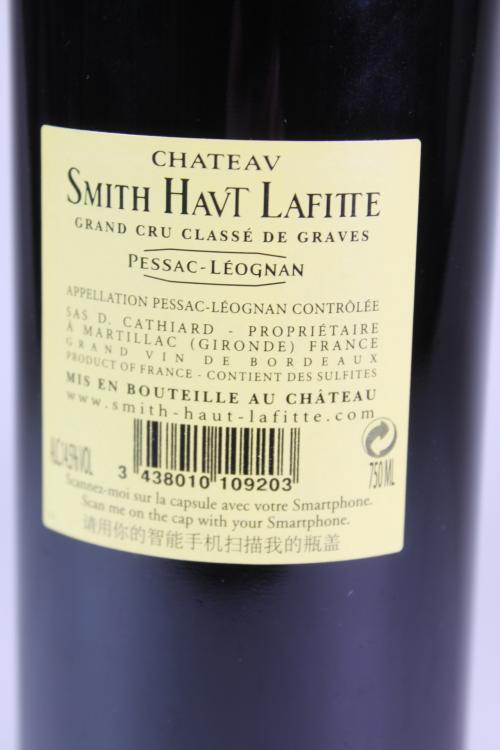 CHATEAV
SMITH HAVT LAFITTE
GRAND CRU CLASSÉ DE GRAVES
PESSAC-LÉOGNAN
APPELLATION PESSAC-LÉOGNAN CONTRÔLÉE
SAS D. CATHIARD - PROPRIÉTAIRE
À MARTILLAC (GIRONDE) FRANCE
GRAND VIN DE BORDEAUX
PRODUCT OF FRANCE - CONTIENT DES SULFITES
MIS EN BOUTEILLE AU CHÂTEAU
www.smith-haut-lafitte.com
ALC 14,5% VOL
3 438010 109203
750 ML
Scannez-moi sur la capsule avec votre Smartphone.
Scan me on the cap with your Smartphone.
请用你的智能手机扫描我的瓶盖